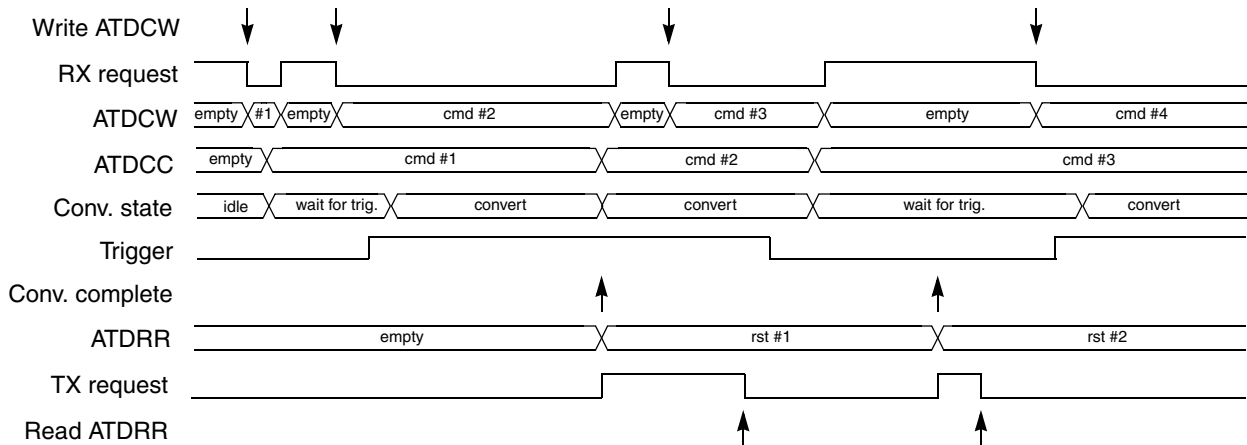 Write ATDCW
RX request
ATDCW empty #1 empty cmd #2 empty cmd #3 empty cmd #4
ATDCC empty cmd #1 cmd #2 cmd #3
Conv. state idle wait for trig. convert convert wait for trig. convert
Trigger
Conv. complete
ATDRR empty rst #1 rst #2
TX request
Read ATDRR